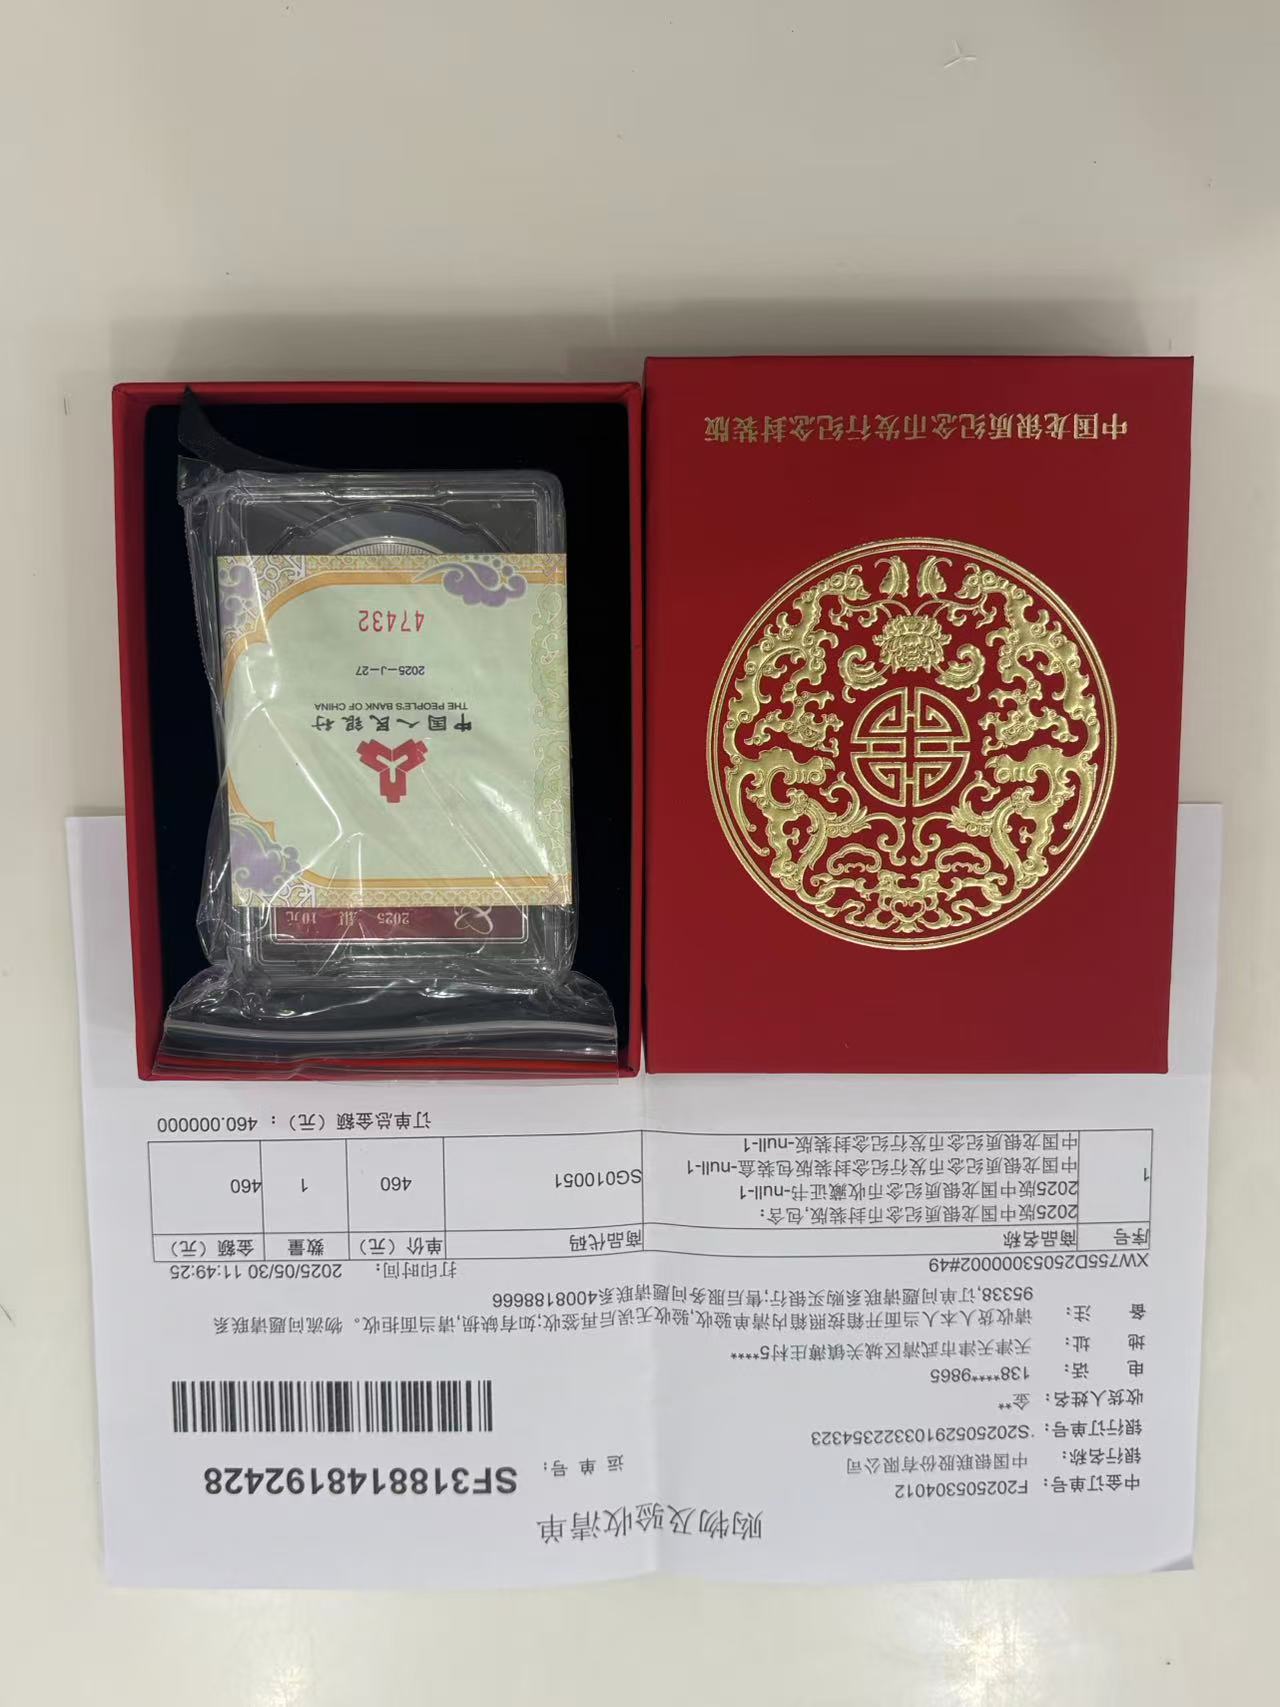 购物及验收清单
中金订单号： F202505304012
银行名称： 中国银联股份有限公司
银行订单号： S20250529103322354323
收货人姓名： 金**
电 话： 138****9865
地 址： 天津天津市武清区城关镇薄庄村5****
备 注： 请收货人本人当面开箱按照箱内清单验收,验收无误后再签收;如有缺损,请当面拒收。 物流问题请联系
95338,订单问题请联系购买银行;售后服务问题请联系4008188666
运 单 号： SF3188148192428
XW755D25053000002#49
打印时间： 2025/05/30 11:49:25
序号 商品名称 商品代码 单价（元） 数量 金额（元）
1 2025版中国龙银质纪念币封装版,包含： SG010051 460 1 460
2025版中国龙银质纪念币收藏证书-null-1
中国龙银质纪念币发行纪念封装版包装盒-null-1
中国龙银质纪念币发行纪念封装版-null-1
订单总金额（元）： 460.000000
中国龙银质纪念币发行纪念封装版
2025 银 10元
中国人民银行
THE PEOPLE'S BANK OF CHINA
2025-J-27
47432